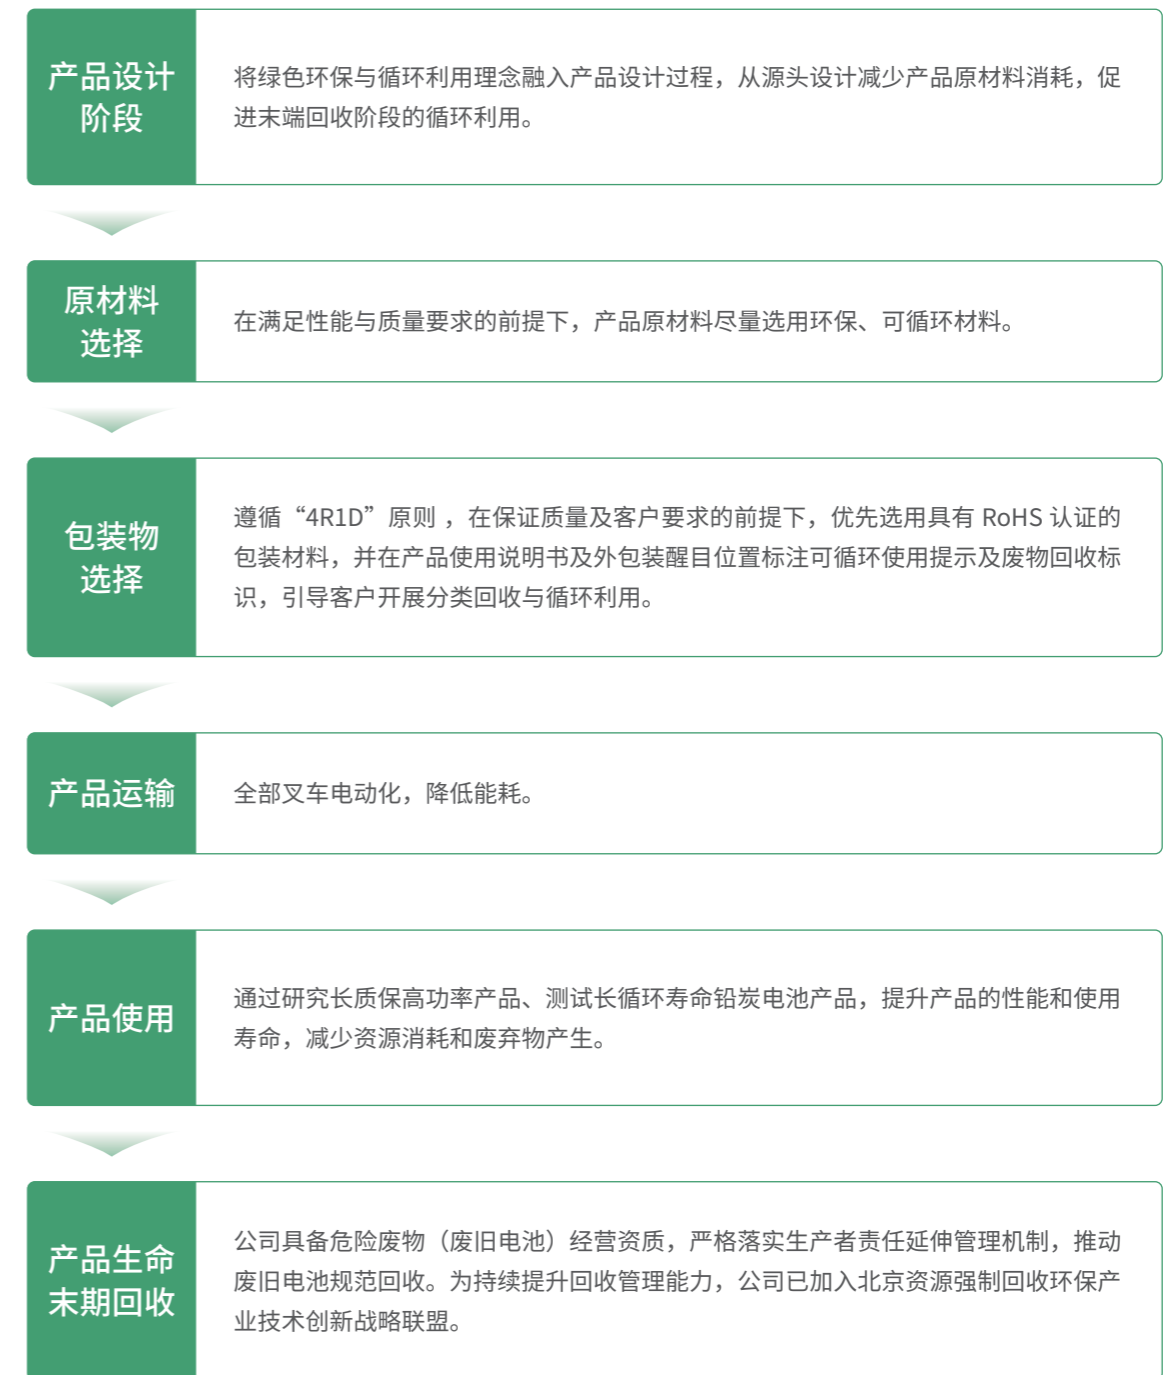 产品设计
阶段
将绿色环保与循环利用理念融入产品设计过程，从源头设计减少产品原材料消耗，促
进末端回收阶段的循环利用。
原材料
选择
在满足性能与质量要求的前提下，产品原材料尽量选用环保、可循环材料。
包装物
选择
遵循“4R1D”原则 ，在保证质量及客户要求的前提下，优先选用具有 RoHS 认证的
包装材料，并在产品使用说明书及外包装醒目位置标注可循环使用提示及废物回收标
识，引导客户开展分类回收与循环利用。
产品运输
全部叉车电动化，降低能耗。
产品使用
通过研究长质保高功率产品、测试长循环寿命铅炭电池产品，提升产品的性能和使用
寿命，减少资源消耗和废弃物产生。
产品生命
末期回收
公司具备危险废物（废旧电池）经营资质，严格落实生产者责任延伸管理机制，推动
废旧电池规范回收。为持续提升回收管理能力，公司已加入北京资源强制回收环保产
业技术创新战略联盟。